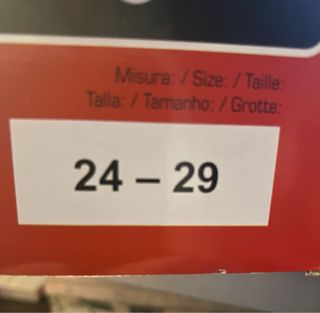 Misura: / Size: / Taille:
Talla: / Tamanho: / Grotte:
24 – 29